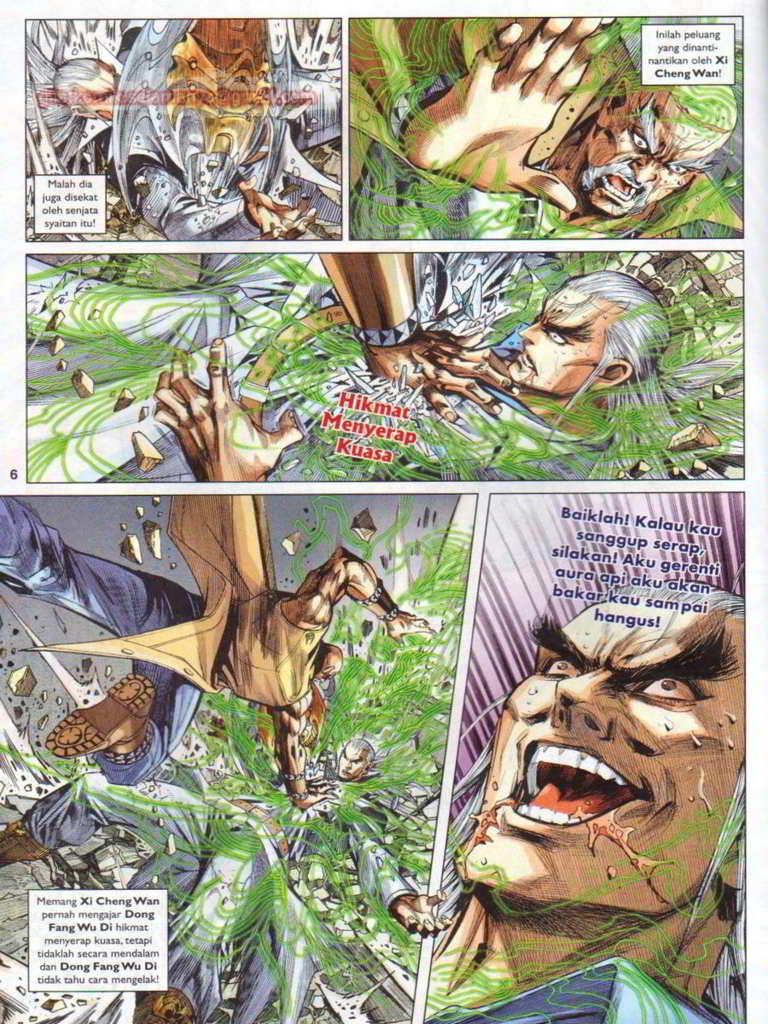 Malah dia
juga disekat
oleh senjata
syaitan itu!
Inilah peluang
yang dinanti-
nantikan oleh Xi
Cheng Wan!
Hikmat
Menyerap
Kuasa
6
Baiklah! Kalau kau
sanggup serap,
silakan! Aku gerenti
aura api aku akan
bakar kau sampai
hangus!
Memang Xi Cheng Wan
pernah mengajar Dong
Fang Wu Di hikmat
menyerap kuasa, tetapi
tidaklah secara mendalam
dan Dong Fang Wu Di
tidak tahu cara mengelak!